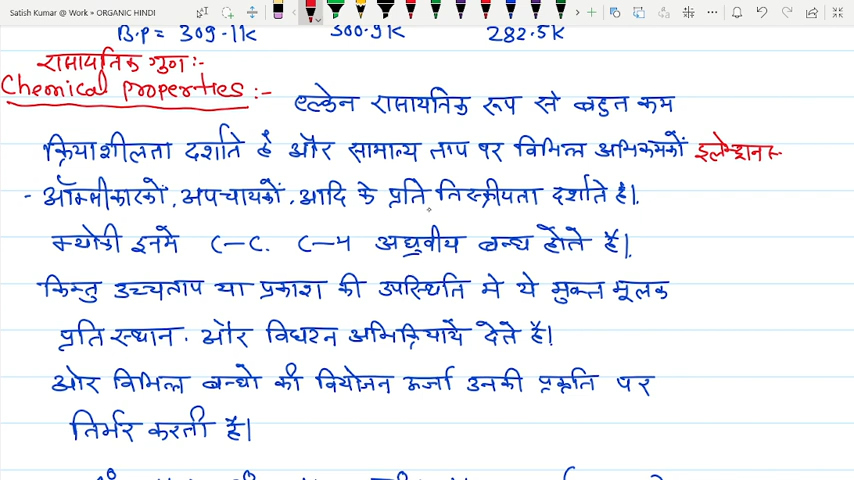 Satish Kumar @ Work » ORGANIC HINDI
B.P = 309.1K 300.9K 282.5K
रासायनिक गुण:-
Chemical Properties:-
एल्केन रासायनिक रूप से बहुत कम
क्रियाशीलता दर्शाते है और सामान्य ताप पर विभिन्न अभिकर्मकों इलेक्ट्रानस्
- ऑक्सीकारकों, अपचायकों, आदि के प्रति निष्क्रीयता दर्शाते है।
क्योकी इनमे C-C. C-H अध्रुवीय बन्ध होते है।
किन्तु उच्चताप या प्रकाश की उपस्थिति मे ये मुक्त मूलक
प्रतिस्थान. और विघटन अभिक्रियाये देते है।
ओर विभिन्न बन्धो की वियोजन ऊर्जा उनकी प्रकृति पर
निर्भर करती है।